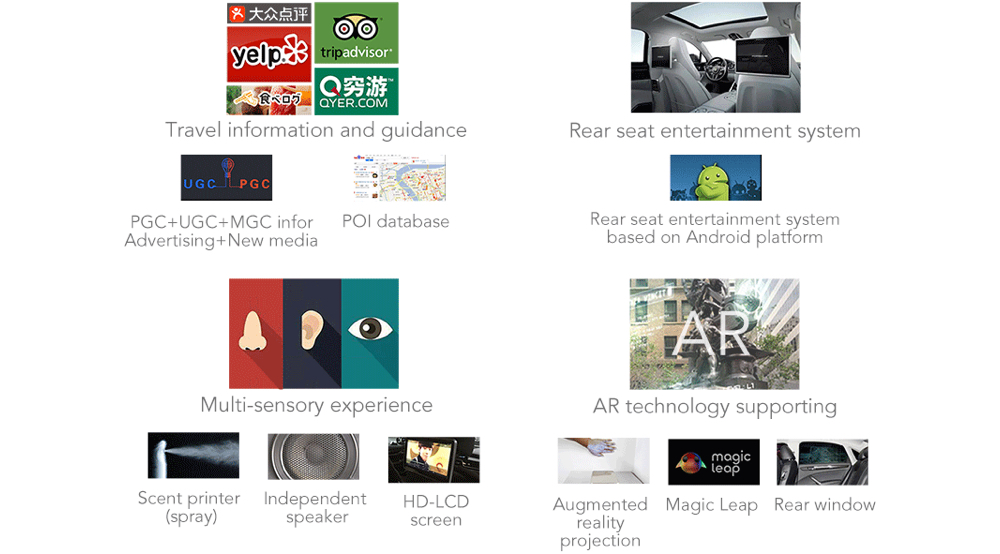 大众点评
yelp
tripadvisor®
食べログ
穷游™
QYER.COM
Travel information and guidance
Rear seat entertainment system
UGC PGC
PGC+UGC+MGC infor
Advertising+New media
POI database
Rear seat entertainment system
based on Android platform
AR
Multi-sensory experience
AR technology supporting
magic
leap
Scent printer
(spray)
Independent
speaker
HD-LCD
screen
Augmented
reality
projection
Magic Leap
Rear window